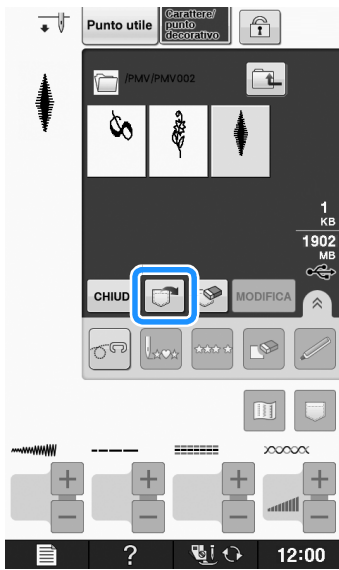 Punto utile
Carattere/
punto
decorativo
/PMV/PMV002
1
KB
1902
MB
CHIUD
MODIFICA
?
12:00